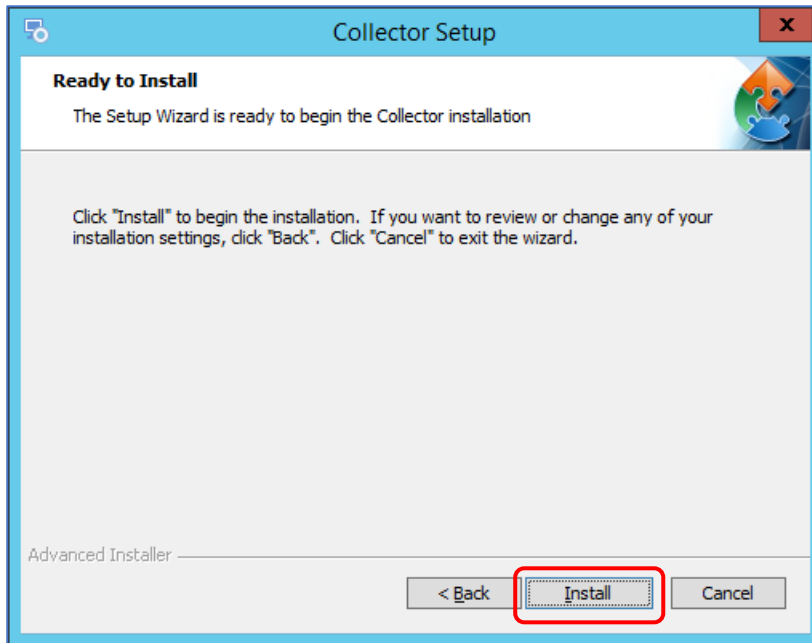 Collector Setup
x
Ready to Install
The Setup Wizard is ready to begin the Collector installation
Click "Install" to begin the installation. If you want to review or change any of your
installation settings, click "Back". Click "Cancel" to exit the wizard.
Advanced Installer
< Back Install Cancel